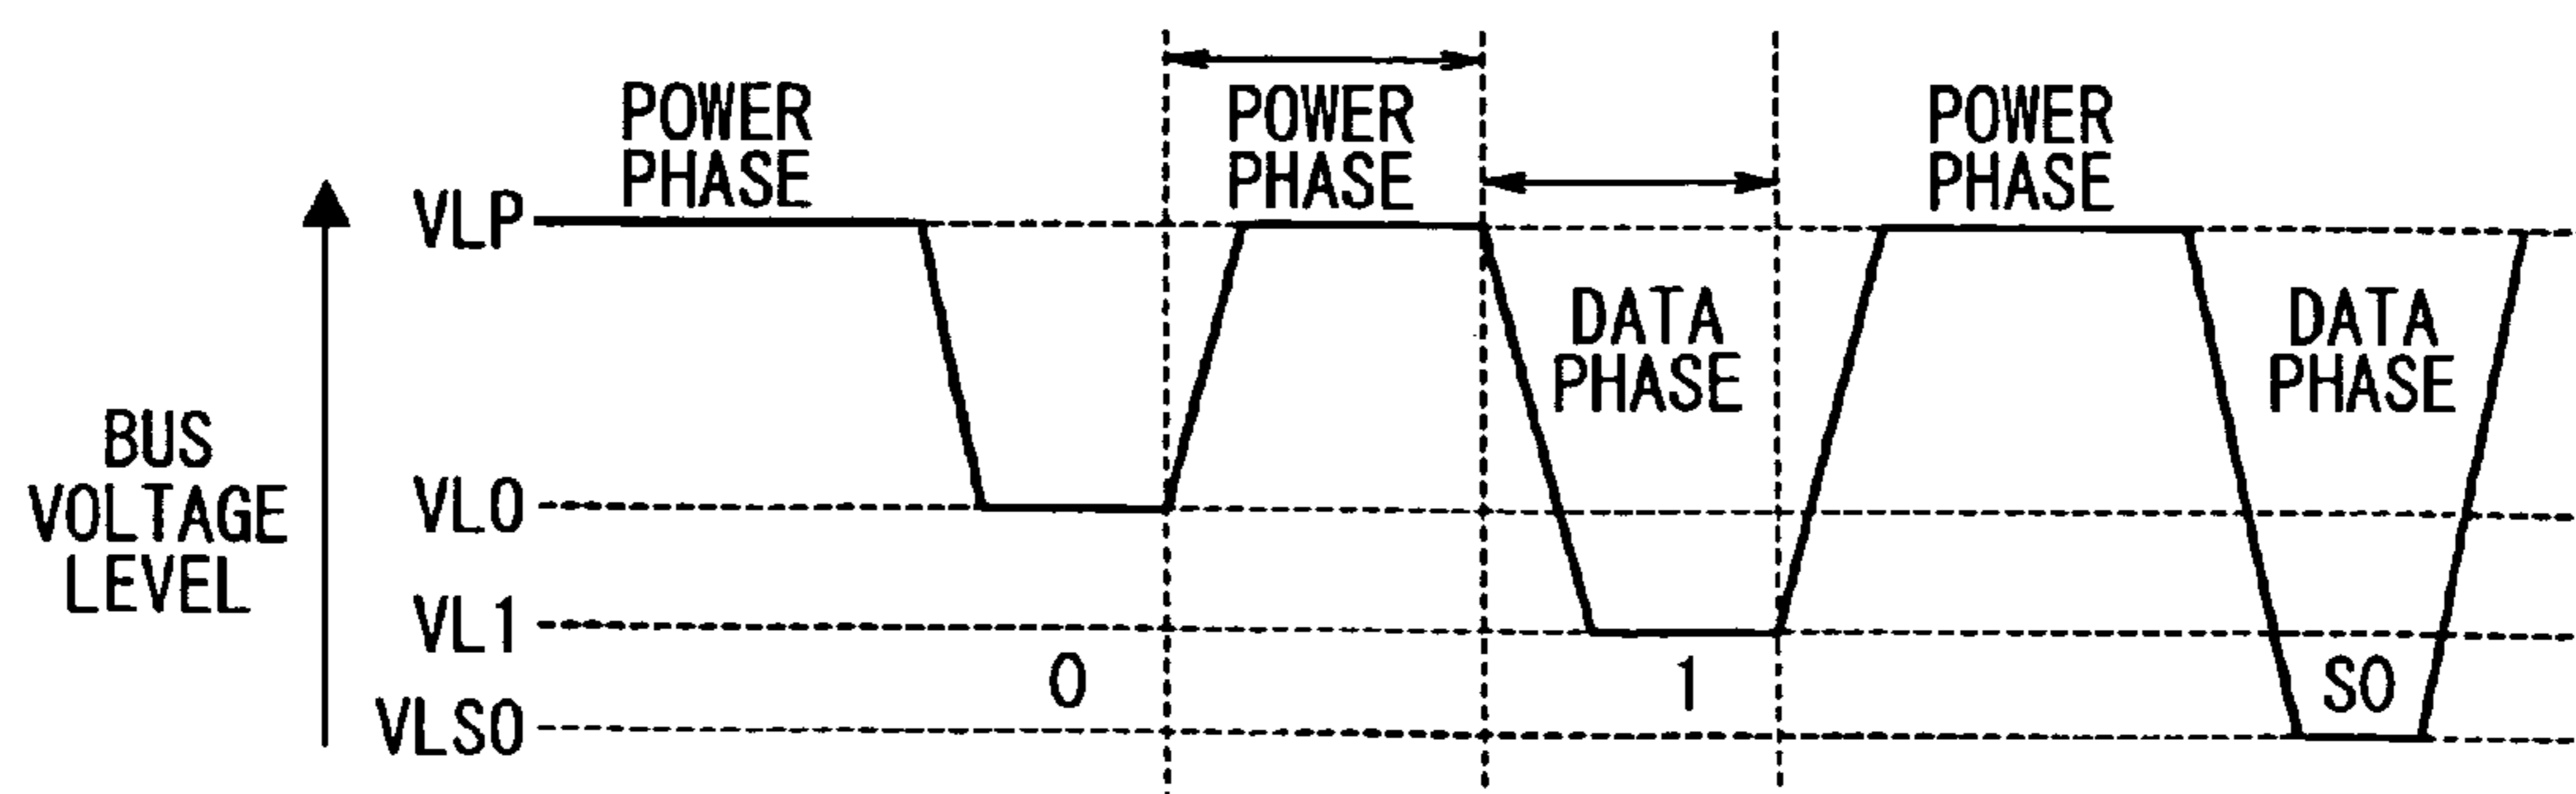 POWER
PHASE
POWER
PHASE
POWER
PHASE
VLP
DATA
PHASE
DATA
PHASE
BUS
VOLTAGE
LEVEL
VL0
VL1
0
1
S0
VLS0